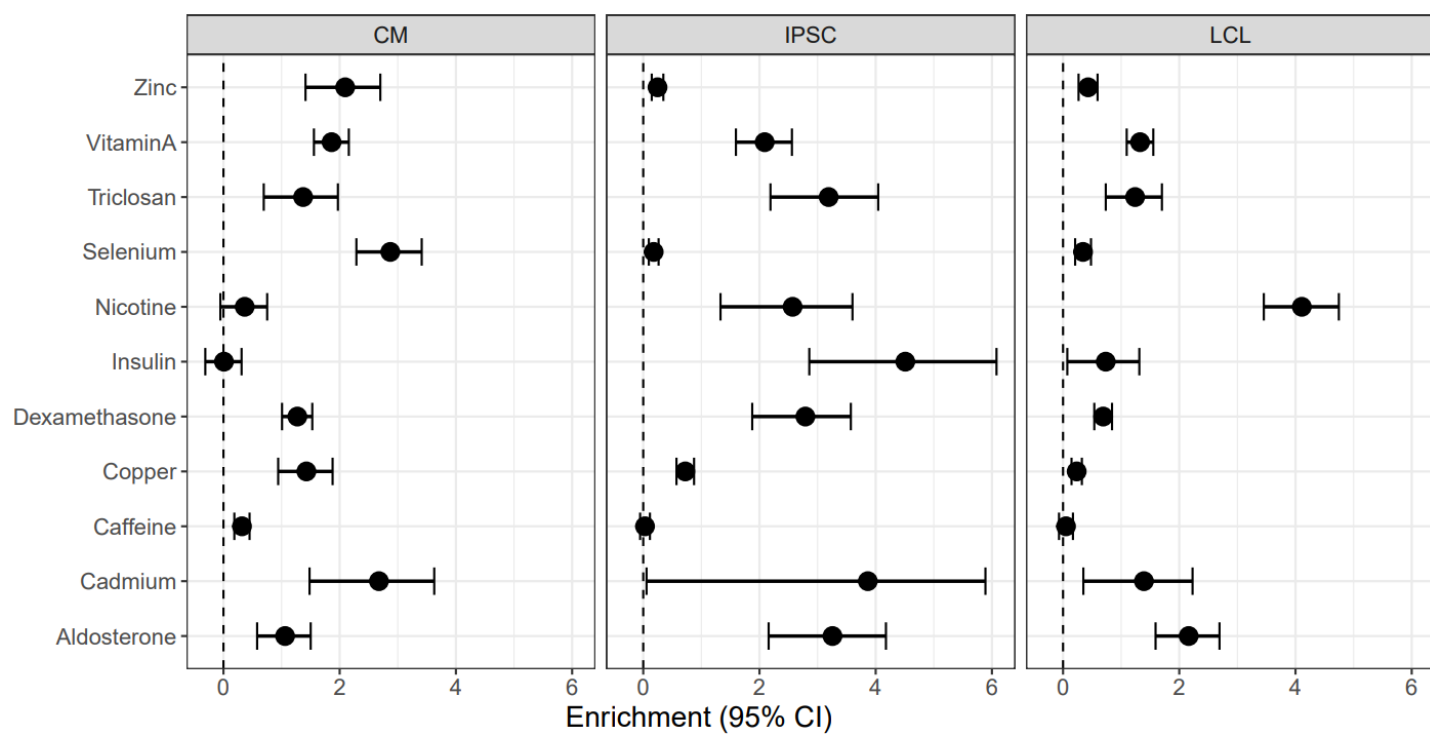 CM IPSC LCL
Zinc
VitaminA
Triclosan
Selenium
Nicotine
Insulin
Dexamethasone
Copper
Caffeine
Cadmium
Aldosterone
0 2 4 6 0 2 4 6 0 2 4 6
Enrichment (95% CI)